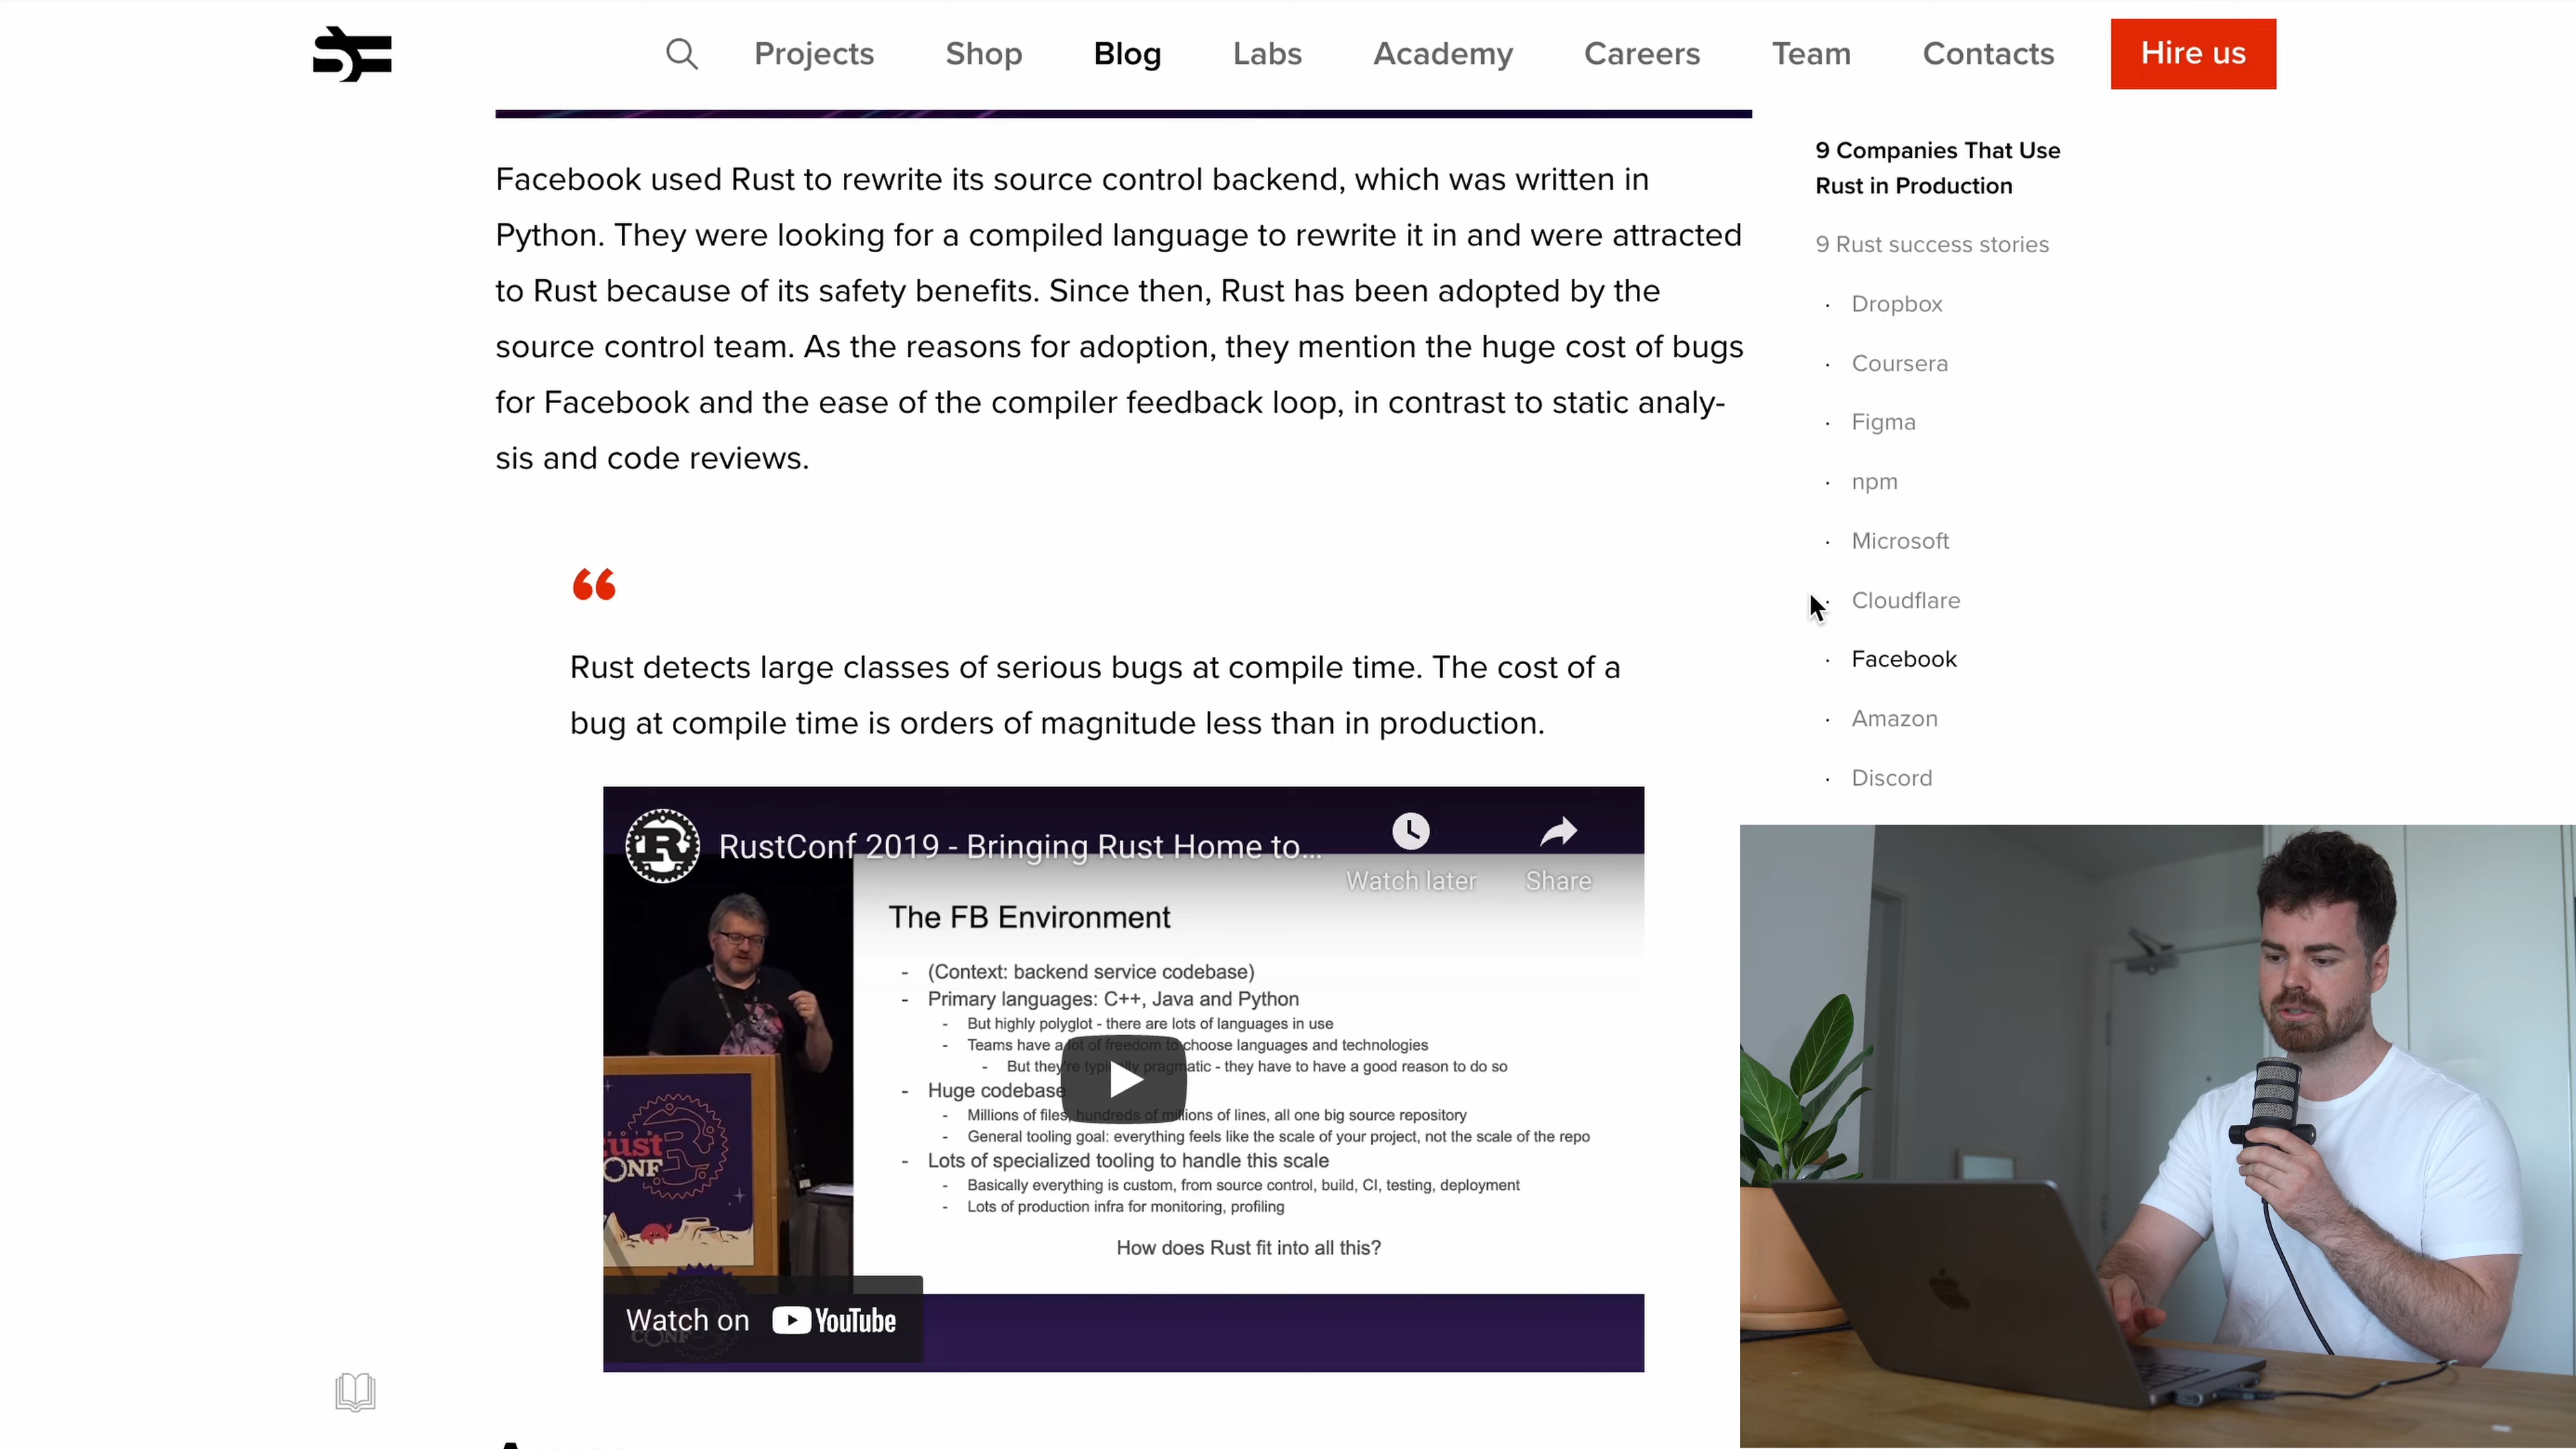 Projects Shop Blog Labs Academy Careers Team Contacts Hire us
Facebook used Rust to rewrite its source control backend, which was written in
Python. They were looking for a compiled language to rewrite it in and were attracted
to Rust because of its safety benefits. Since then, Rust has been adopted by the
source control team. As the reasons for adoption, they mention the huge cost of bugs
for Facebook and the ease of the compiler feedback loop, in contrast to static analy-
sis and code reviews.
“
Rust detects large classes of serious bugs at compile time. The cost of a
bug at compile time is orders of magnitude less than in production.
RustConf 2019 - Bringing Rust Home to...
Watch later
Share
The FB Environment
- (Context: backend service codebase)
- Primary languages: C++, Java and Python
- But highly polyglot - there are lots of languages in use
- Teams have a lot of freedom to choose languages and technologies
- But they're typically pragmatic - they have to have a good reason to do so
- Huge codebase
- Millions of files, hundreds of millions of lines, all one big source repository
- General tooling goal: everything feels like the scale of your project, not the scale of the repo
- Lots of specialized tooling to handle this scale
- Basically everything is custom, from source control, build, CI, testing, deployment
- Lots of production infra for monitoring, profiling
How does Rust fit into all this?
Rust
CONF
Watch on YouTube
9 Companies That Use
Rust in Production
9 Rust success stories
· Dropbox
· Coursera
· Figma
· npm
· Microsoft
· Cloudflare
· Facebook
· Amazon
· Discord